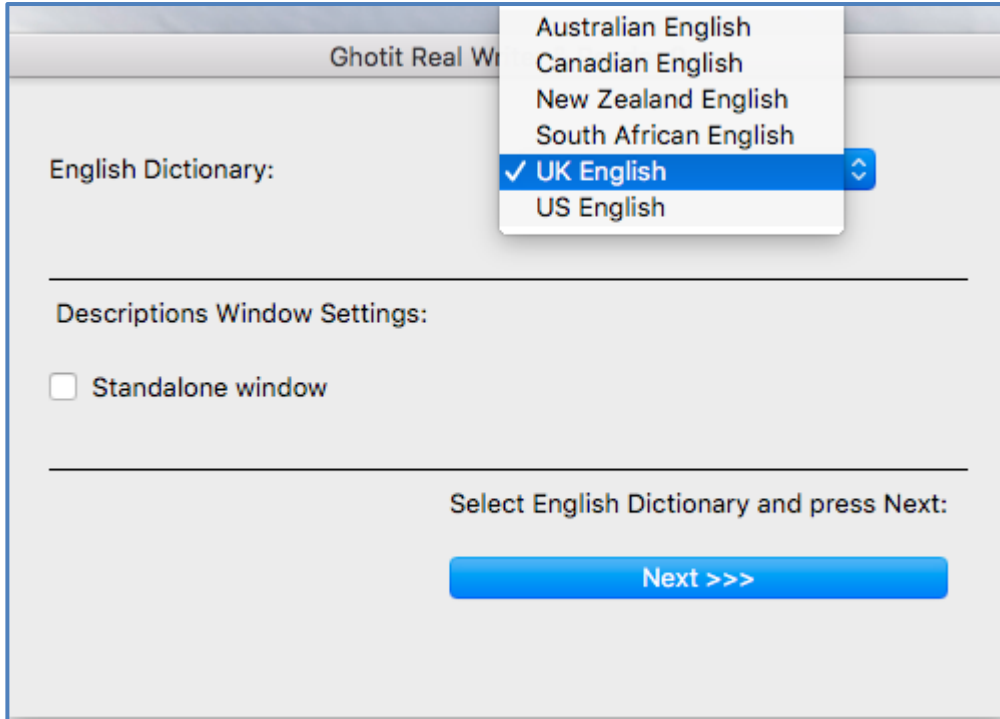 Ghotit Real
Australian English
Canadian English
New Zealand English
South African English
English Dictionary:
✓ UK English
US English
Descriptions Window Settings:
Standalone window
Select English Dictionary and press Next:
Next >>>